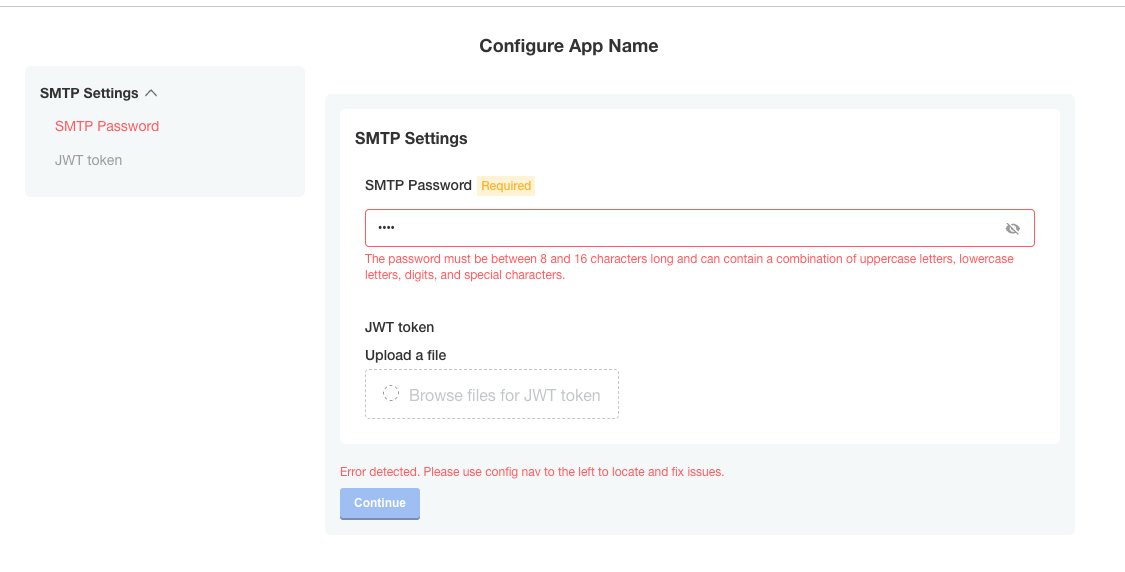 Configure App Name
SMTP Settings
SMTP Password
JWT token
SMTP Settings
SMTP Password Required
••••
The password must be between 8 and 16 characters long and can contain a combination of uppercase letters, lowercase
letters, digits, and special characters.
JWT token
Upload a file
Browse files for JWT token
Error detected. Please use config nav to the left to locate and fix issues.
Continue